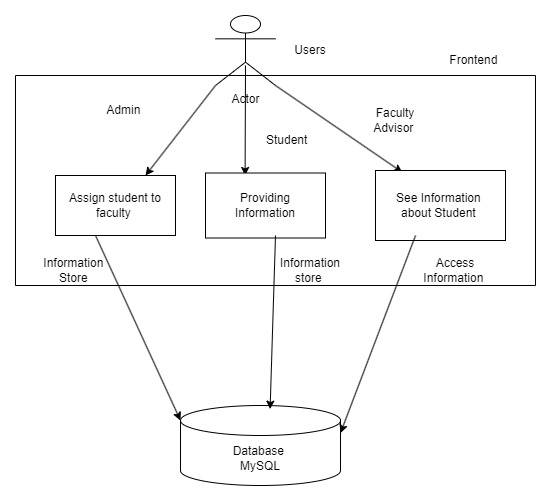 Users
Frontend
Actor
Admin
Faculty
Advisor
Student
Assign student to
faculty
Providing
Information
See Information
about Student
Information
Store
Information
store
Access
Information
Database
MySQL